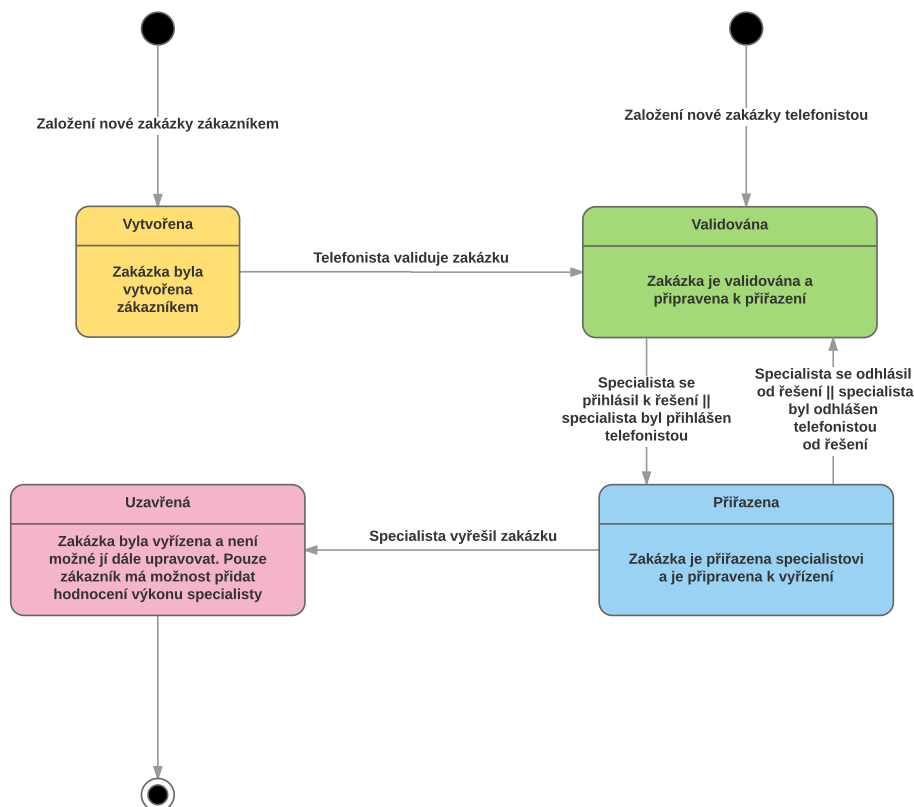 Založení nové zakázky zákazníkem
Založení nové zakázky telefonistou
Vytvořena
Zakázka byla
vytvořena
zákazníkem
Telefonista validuje zakázku
Validována
Zakázka je validována a
připravena k přiřazení
Specialista se
přihlásil k řešení ||
specialista byl přihlášen
telefonistou
Specialista se odhlásil
od řešení || specialista
byl odhlášen
telefonistou
od řešení
Uzavřená
Zakázka byla vyřízena a není
možné jí dále upravovat. Pouze
zákazník má možnost přidat
hodnocení výkonu specialisty
Specialista vyřešil zakázku
Přiřazena
Zakázka je přiřazena specialistovi
a je připravena k vyřízení